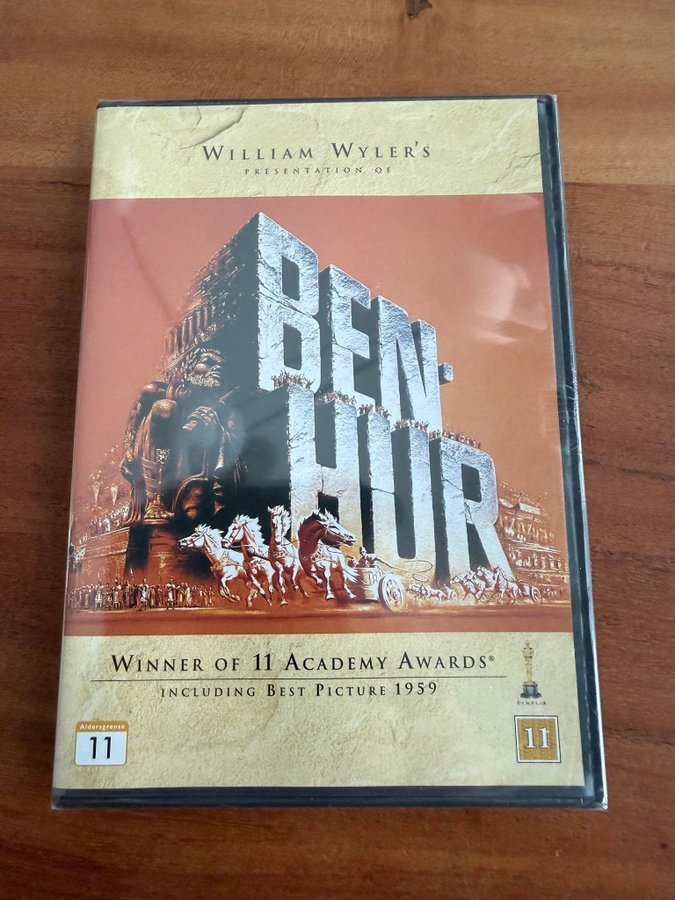 WILLIAM WYLER'S
PRESENTATION OF
BEN-
HUR
WINNER OF 11 ACADEMY AWARDS®
INCLUDING BEST PICTURE 1959
©A.M.P.A.S.®
Aldersgrense
11
11